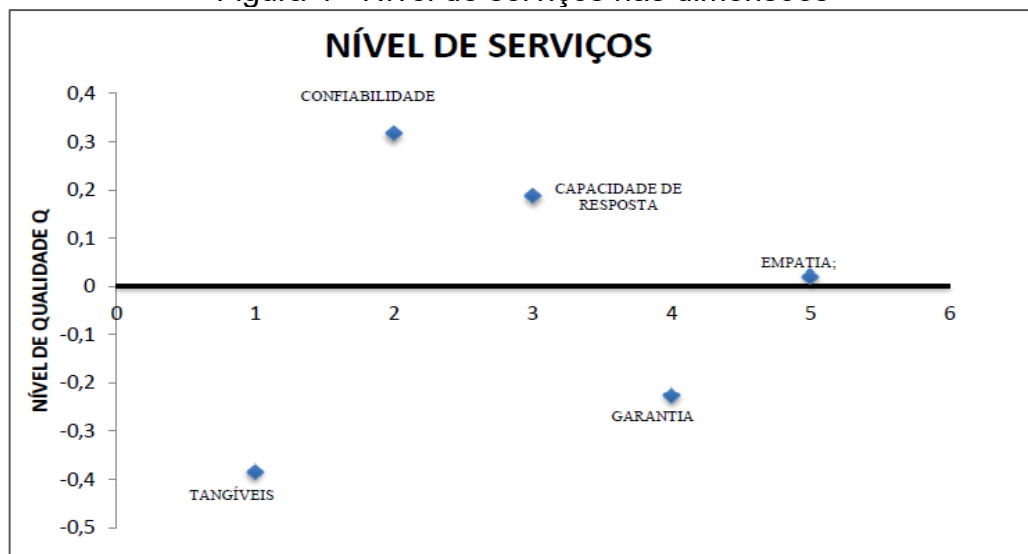 NÍVEL DE SERVIÇOS
NÍVEL DE QUALIDADE Q
0,4
0,3
0,2
0,1
0
-0,1
-0,2
-0,3
-0,4
-0,5
CONFIABILIDADE
CAPACIDADE DE
RESPOSTA
EMPATIA;
0 1 2 3 4 5 6
GARANTIA
TANGÍVEIS